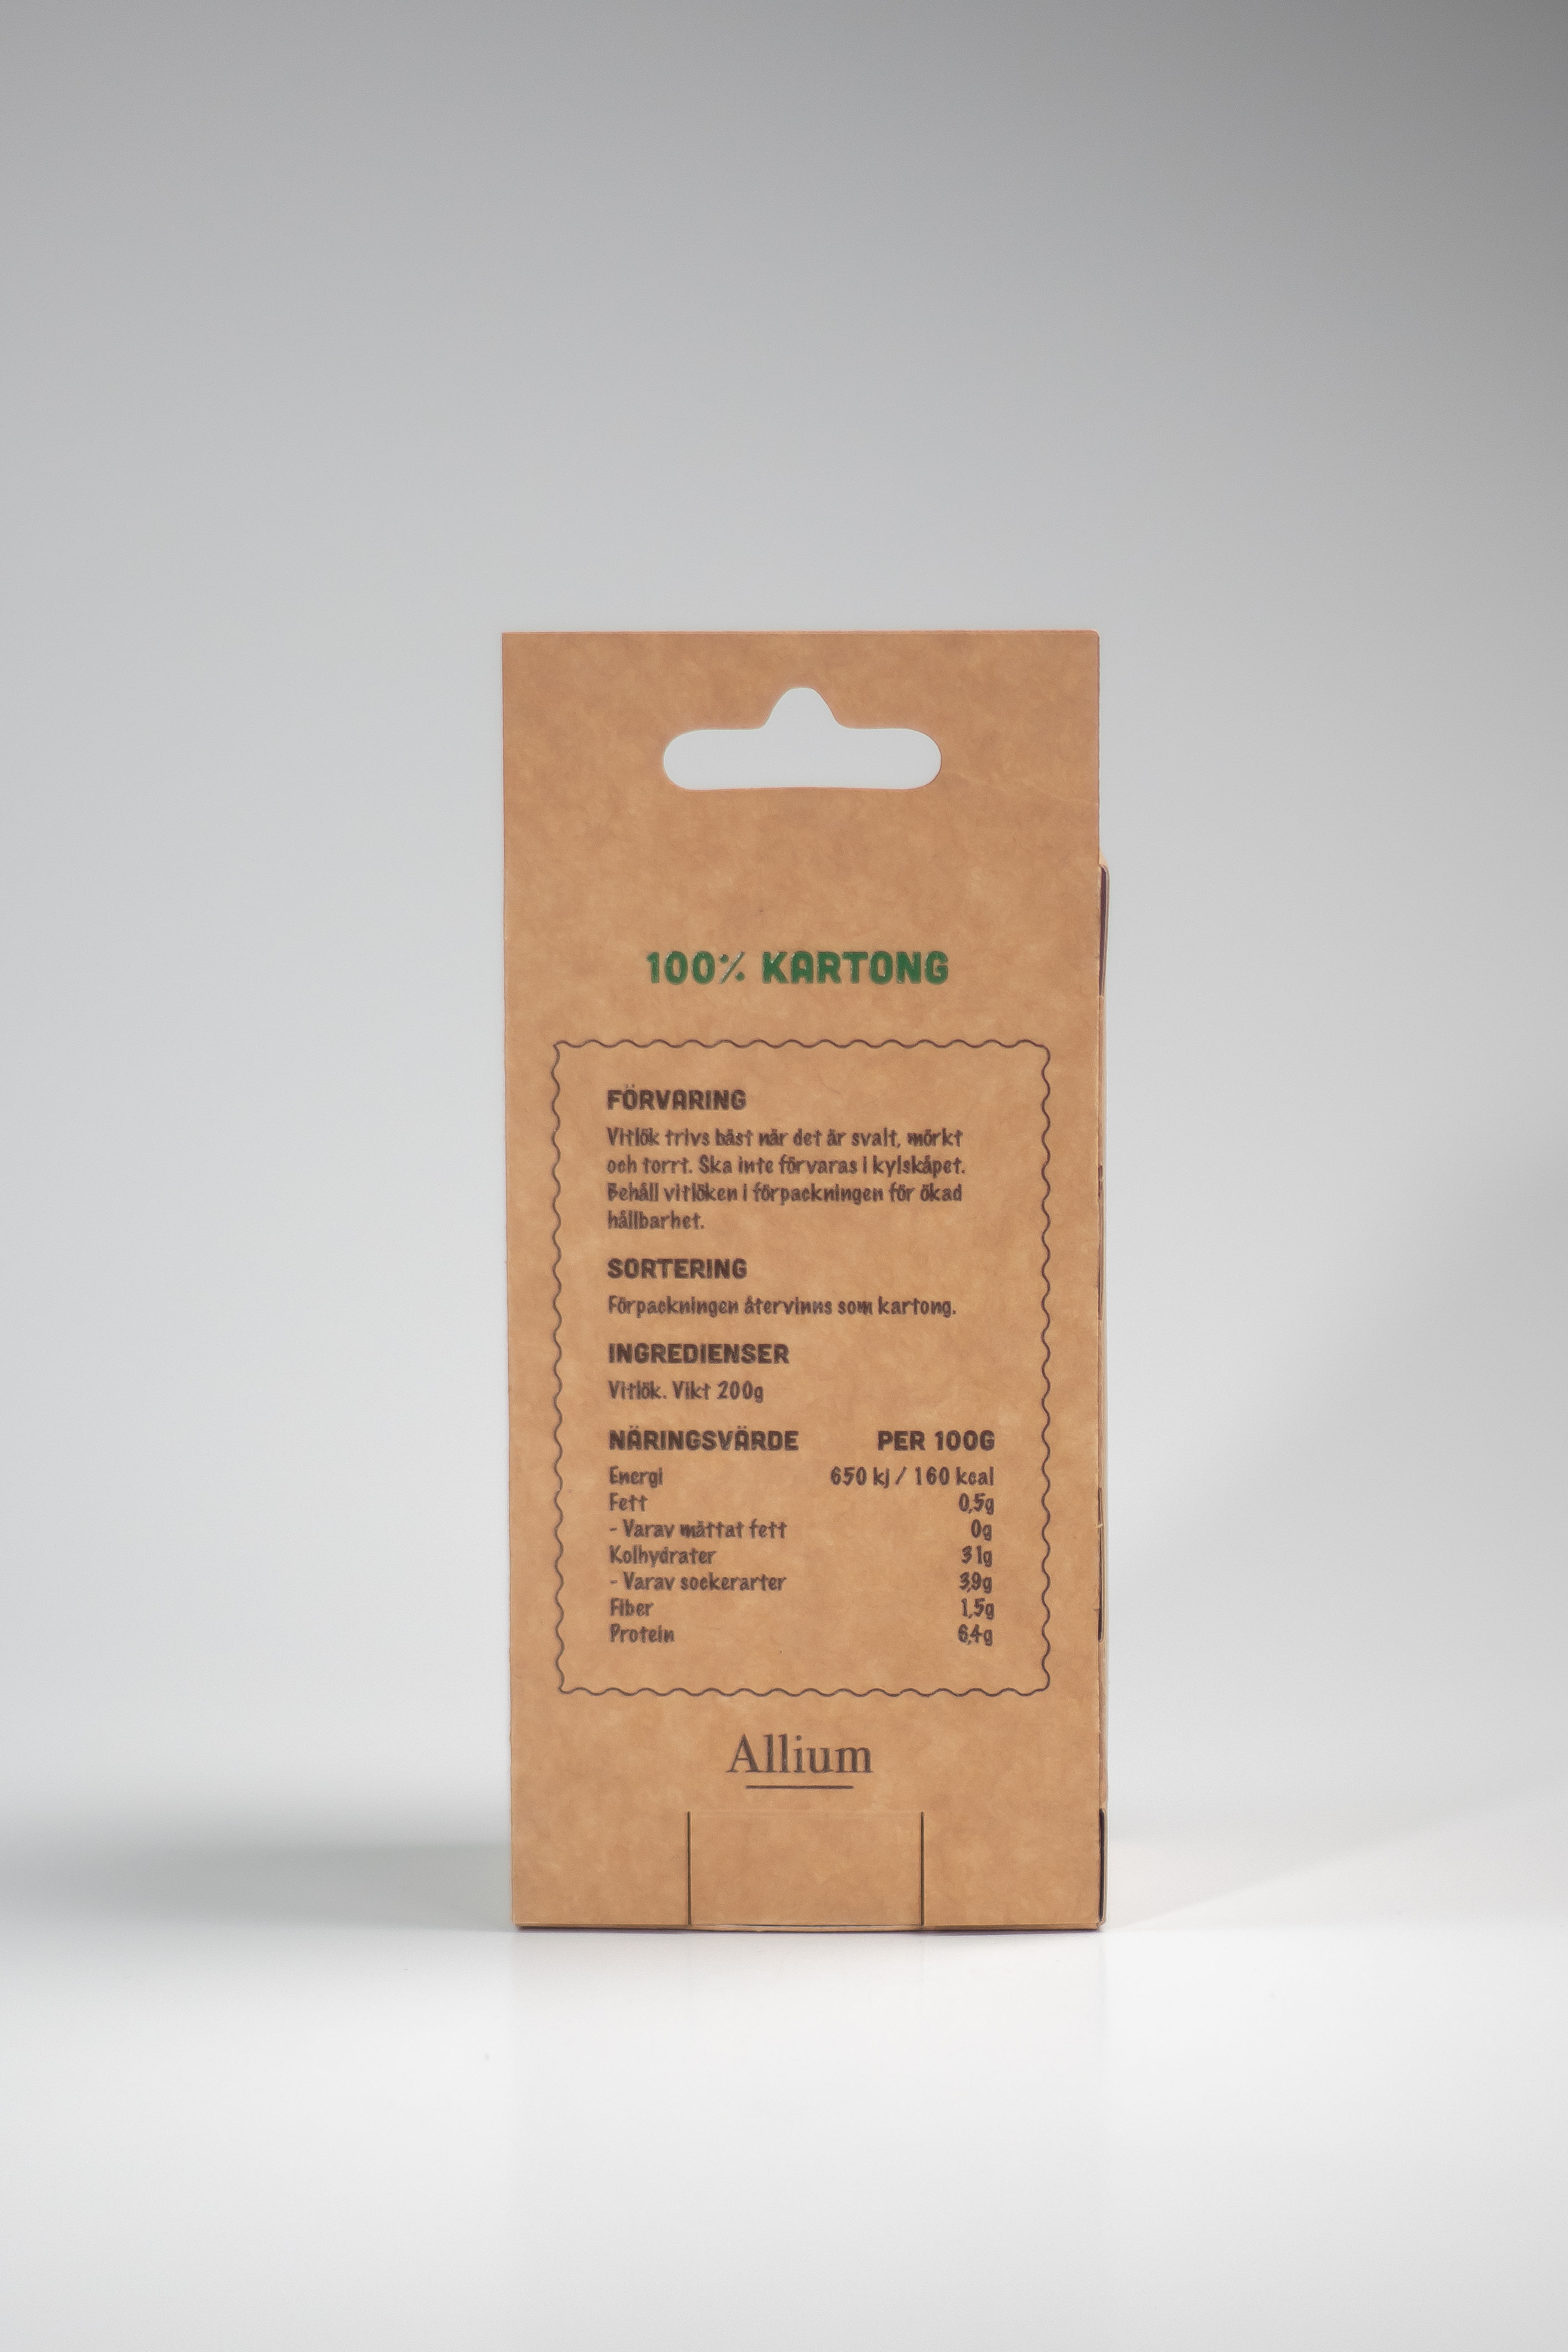 100% KARTONG
FÖRVARING
Vitlök trivs bäst när det är svalt, mörkt
och torrt. Ska inte förvaras i kylskåpet.
Behåll vitlöken i förpackningen för ökad
hållbarhet.
SORTERING
Förpackningen återvinns som kartong.
INGREDIENSER
Vitlök. Vikt 200g
NÄRINGSVÄRDE PER 100G
Energi 650 kj / 160 kcal
Fett 0,5g
- Varav mättat fett 0g
Kolhydrater 31g
- Varav sockerarter 3,9g
Fiber 1,5g
Protein 6,4g
Allium